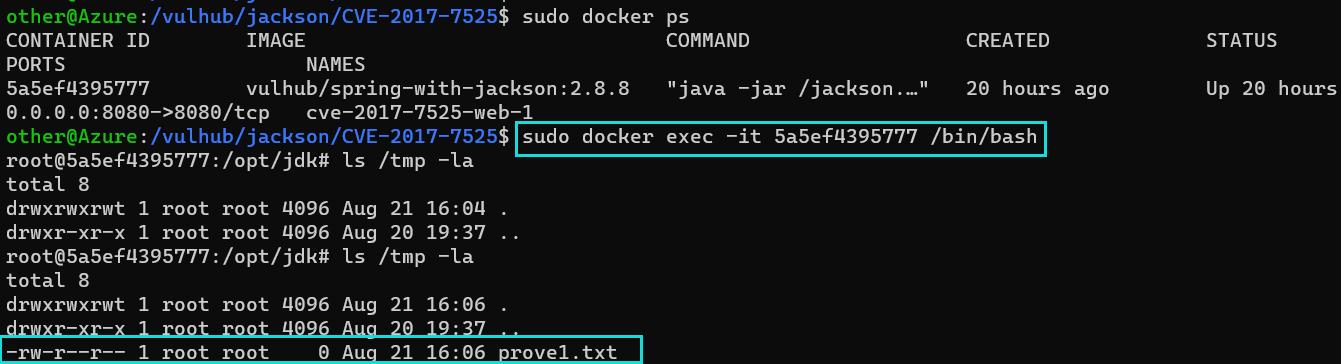 other@Azure:/vulhub/jackson/CVE-2017-7525$ sudo docker ps
CONTAINER ID        IMAGE                              COMMAND                  CREATED             STATUS
PORTS                    NAMES
5a5ef4395777        vulhub/spring-with-jackson:2.8.8   "java -jar /jackson.…"   20 hours ago        Up 20 hours
0.0.0.0:8080->8080/tcp   cve-2017-7525-web-1
other@Azure:/vulhub/jackson/CVE-2017-7525$ sudo docker exec -it 5a5ef4395777 /bin/bash
root@5a5ef4395777:/opt/jdk# ls /tmp -la
total 8
drwxrwxrwt 1 root root 4096 Aug 21 16:04 .
drwxr-xr-x 1 root root 4096 Aug 20 19:37 ..
root@5a5ef4395777:/opt/jdk# ls /tmp -la
total 8
drwxrwxrwt 1 root root 4096 Aug 21 16:06 .
drwxr-xr-x 1 root root 4096 Aug 20 19:37 ..
-rw-r--r-- 1 root root    0 Aug 21 16:06 prove1.txt